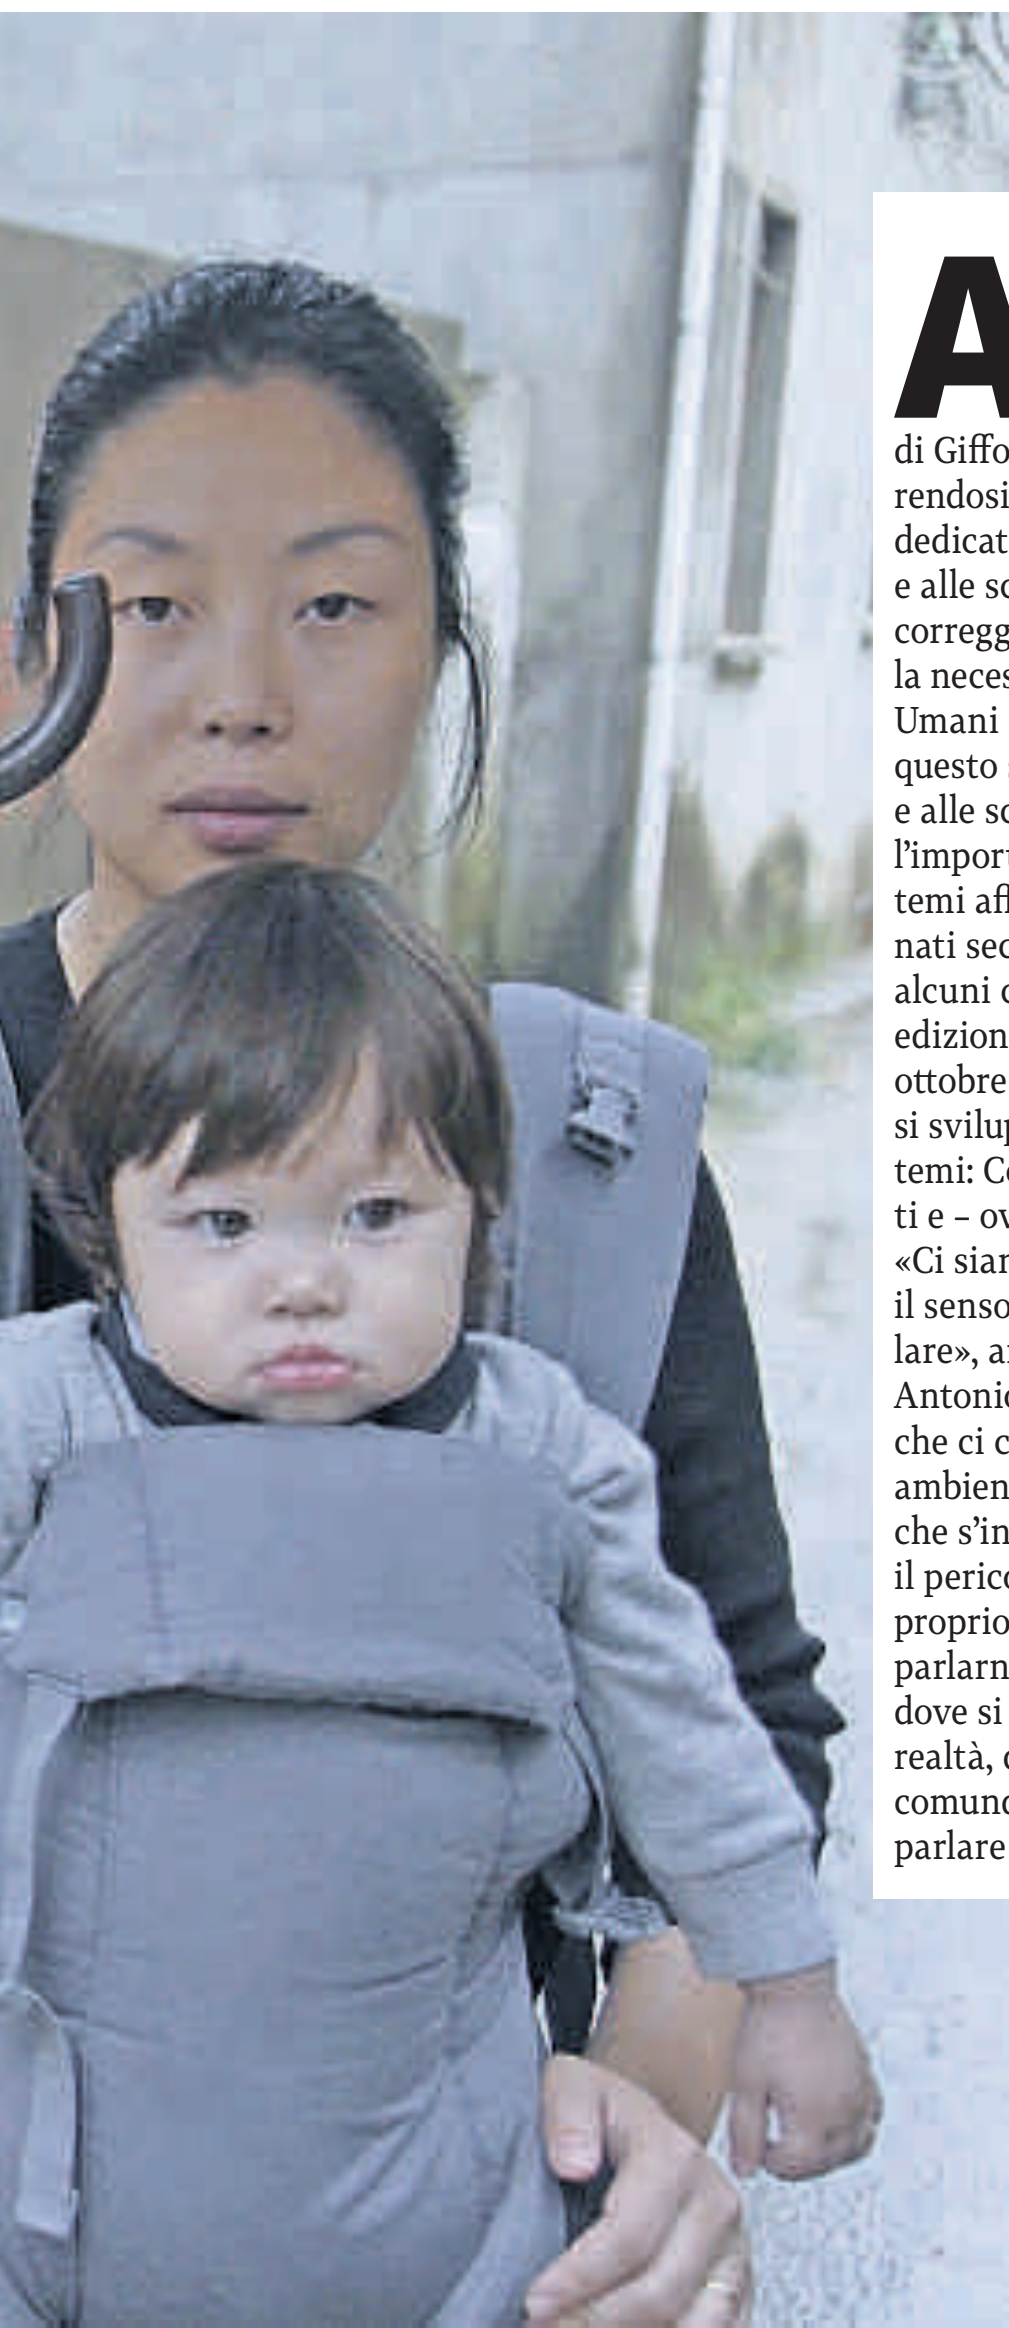 A
di Giffo
rendosi
dedicat
e alle sc
corregg
la neces
Umani
questo s
e alle sc
l’import
temi aff
nati sec
alcuni c
edizion
ottobre
si svilup
temi: Co
ti e – ov
«Ci siam
il senso
lare», an
Antonio
che ci c
ambien
che s’in
il perico
proprio
parlarn
dove si
realtà, c
comunq
parlare